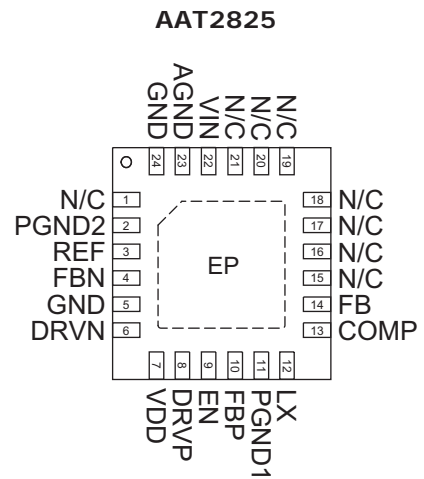 AAT2825
GND
AGND
VIN
N/C
N/C
N/C
24
23
22
21
20
19
N/C 1
PGND2 2
REF 3
FBN 4
GND 5
DRVN 6
EP
18 N/C
17 N/C
16 N/C
15 N/C
14 FB
13 COMP
7
8
9
10
11
12
VDD
DRVP
EN
FBP
PGND1
LX